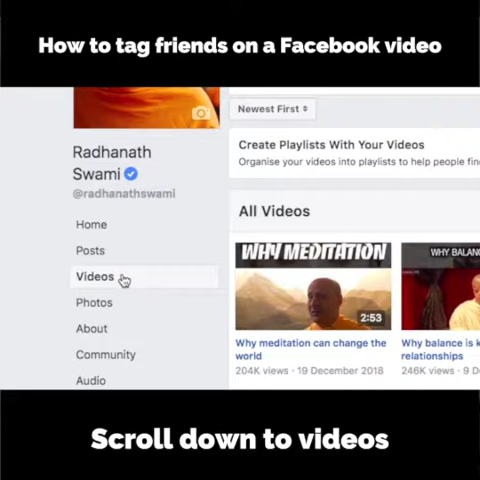 How to tag friends on a Facebook video
Newest First
Create Playlists With Your Videos
Organise your videos into playlists to help people
Radhanath
Swami
@radhanathswami
Home
Posts
Videos
Photos
About
Community
Audio
All Videos
WHY MEDITATION
2:53
Why meditation can change the
world
204K views · 19 December 2018
WHY
Why balance is
relationships
246K views · 9
Scroll down to videos